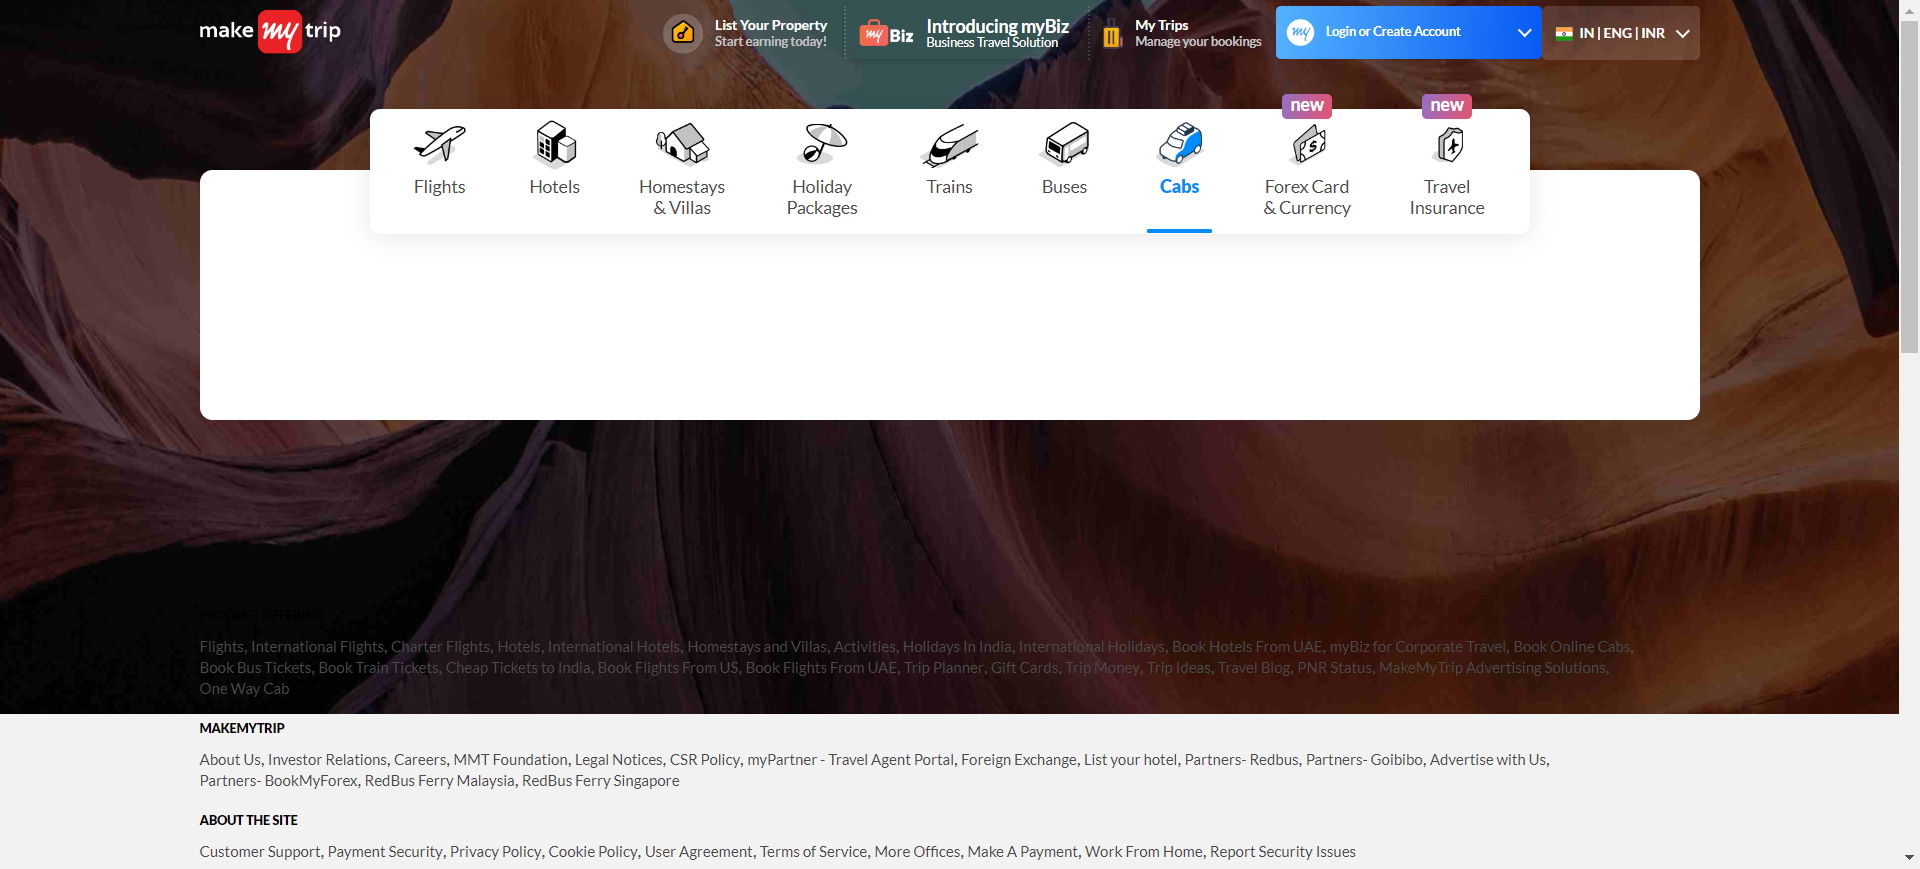 make my trip
List Your Property
Start earning today!
my Biz
Introducing myBiz
Business Travel Solution
My Trips
Manage your bookings
my
Login or Create Account
IN | ENG | INR
new
new
Flights
Hotels
Homestays
& Villas
Holiday
Packages
Trains
Buses
Cabs
Forex Card
& Currency
Travel
Insurance
PRODUCT OFFERING
Flights, International Flights, Charter Flights, Hotels, International Hotels, Homestays and Villas, Activities, Holidays In India, International Holidays, Book Hotels From UAE, myBiz for Corporate Travel, Book Online Cabs,
Book Bus Tickets, Book Train Tickets, Cheap Tickets to India, Book Flights From US, Book Flights From UAE, Trip Planner, Gift Cards, Trip Money, Trip Ideas, Travel Blog, PNR Status, MakeMyTrip Advertising Solutions,
One Way Cab
MAKEMYTRIP
About Us, Investor Relations, Careers, MMT Foundation, Legal Notices, CSR Policy, myPartner - Travel Agent Portal, Foreign Exchange, List your hotel, Partners- Redbus, Partners- Goibibo, Advertise with Us,
Partners- BookMyForex, RedBus Ferry Malaysia, RedBus Ferry Singapore
ABOUT THE SITE
Customer Support, Payment Security, Privacy Policy, Cookie Policy, User Agreement, Terms of Service, More Offices, Make A Payment, Work From Home, Report Security Issues